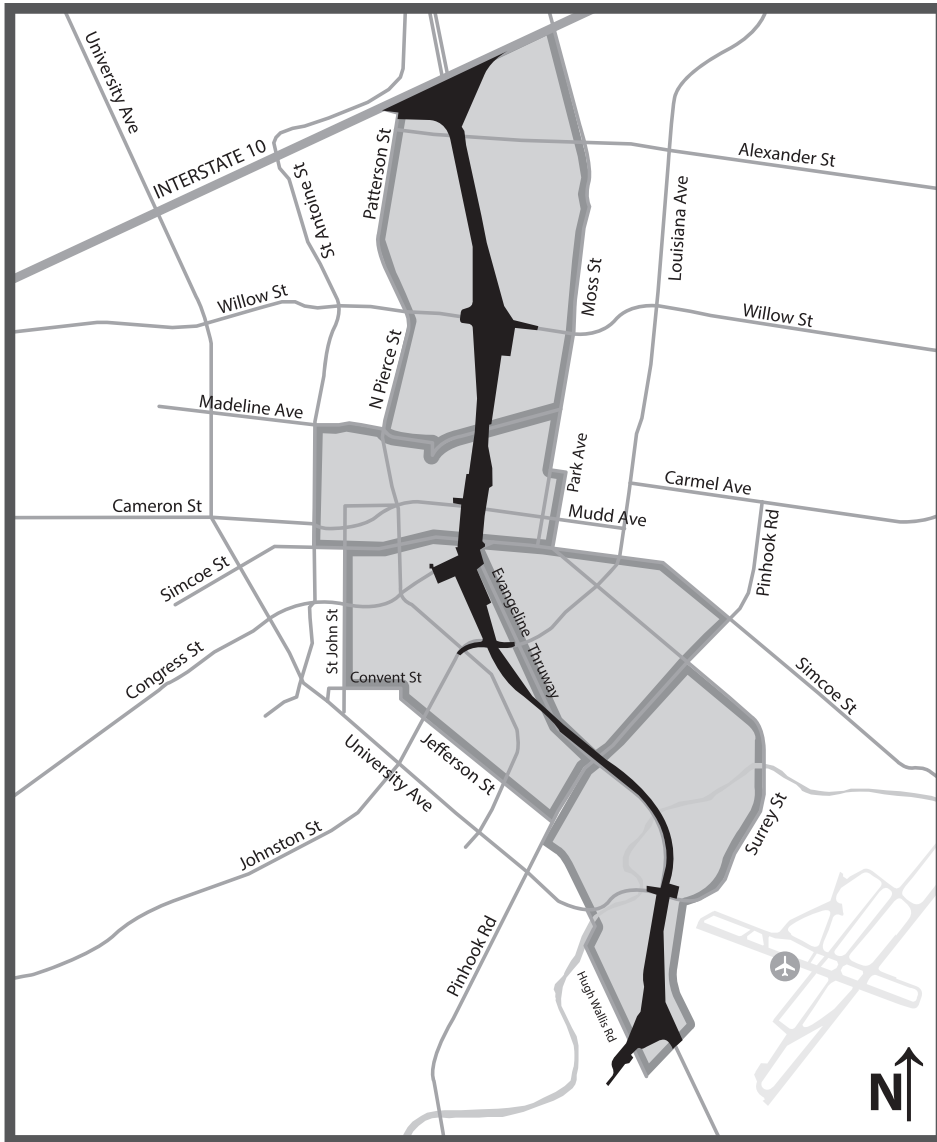 University Ave
INTERSTATE 10
St Antoine St
Patterson St
Alexander St
Louisiana Ave
Moss St
Willow St
Willow St
N Pierce St
Madeline Ave
Park Ave
Carmel Ave
Cameron St
Mudd Ave
Pinhook Rd
Simcoe St
Evangeline Thruway
St John St
Congress St
Convent St
Simcoe St
Jefferson St
University Ave
Surrey St
Johnston St
Pinhook Rd
Hugh Wallis Rd
N